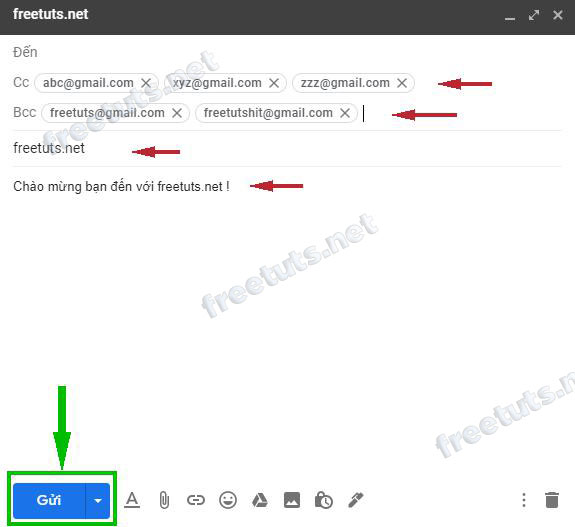 freetuts.net
Đến
Cc abc@gmail.com xyz@gmail.com zzz@gmail.com
Bcc freetuts@gmail.com freetutshit@gmail.com
freetuts.net
Chào mừng bạn đến với freetuts.net !
freetuts.net
freetuts.net
freetuts.net
Gửi